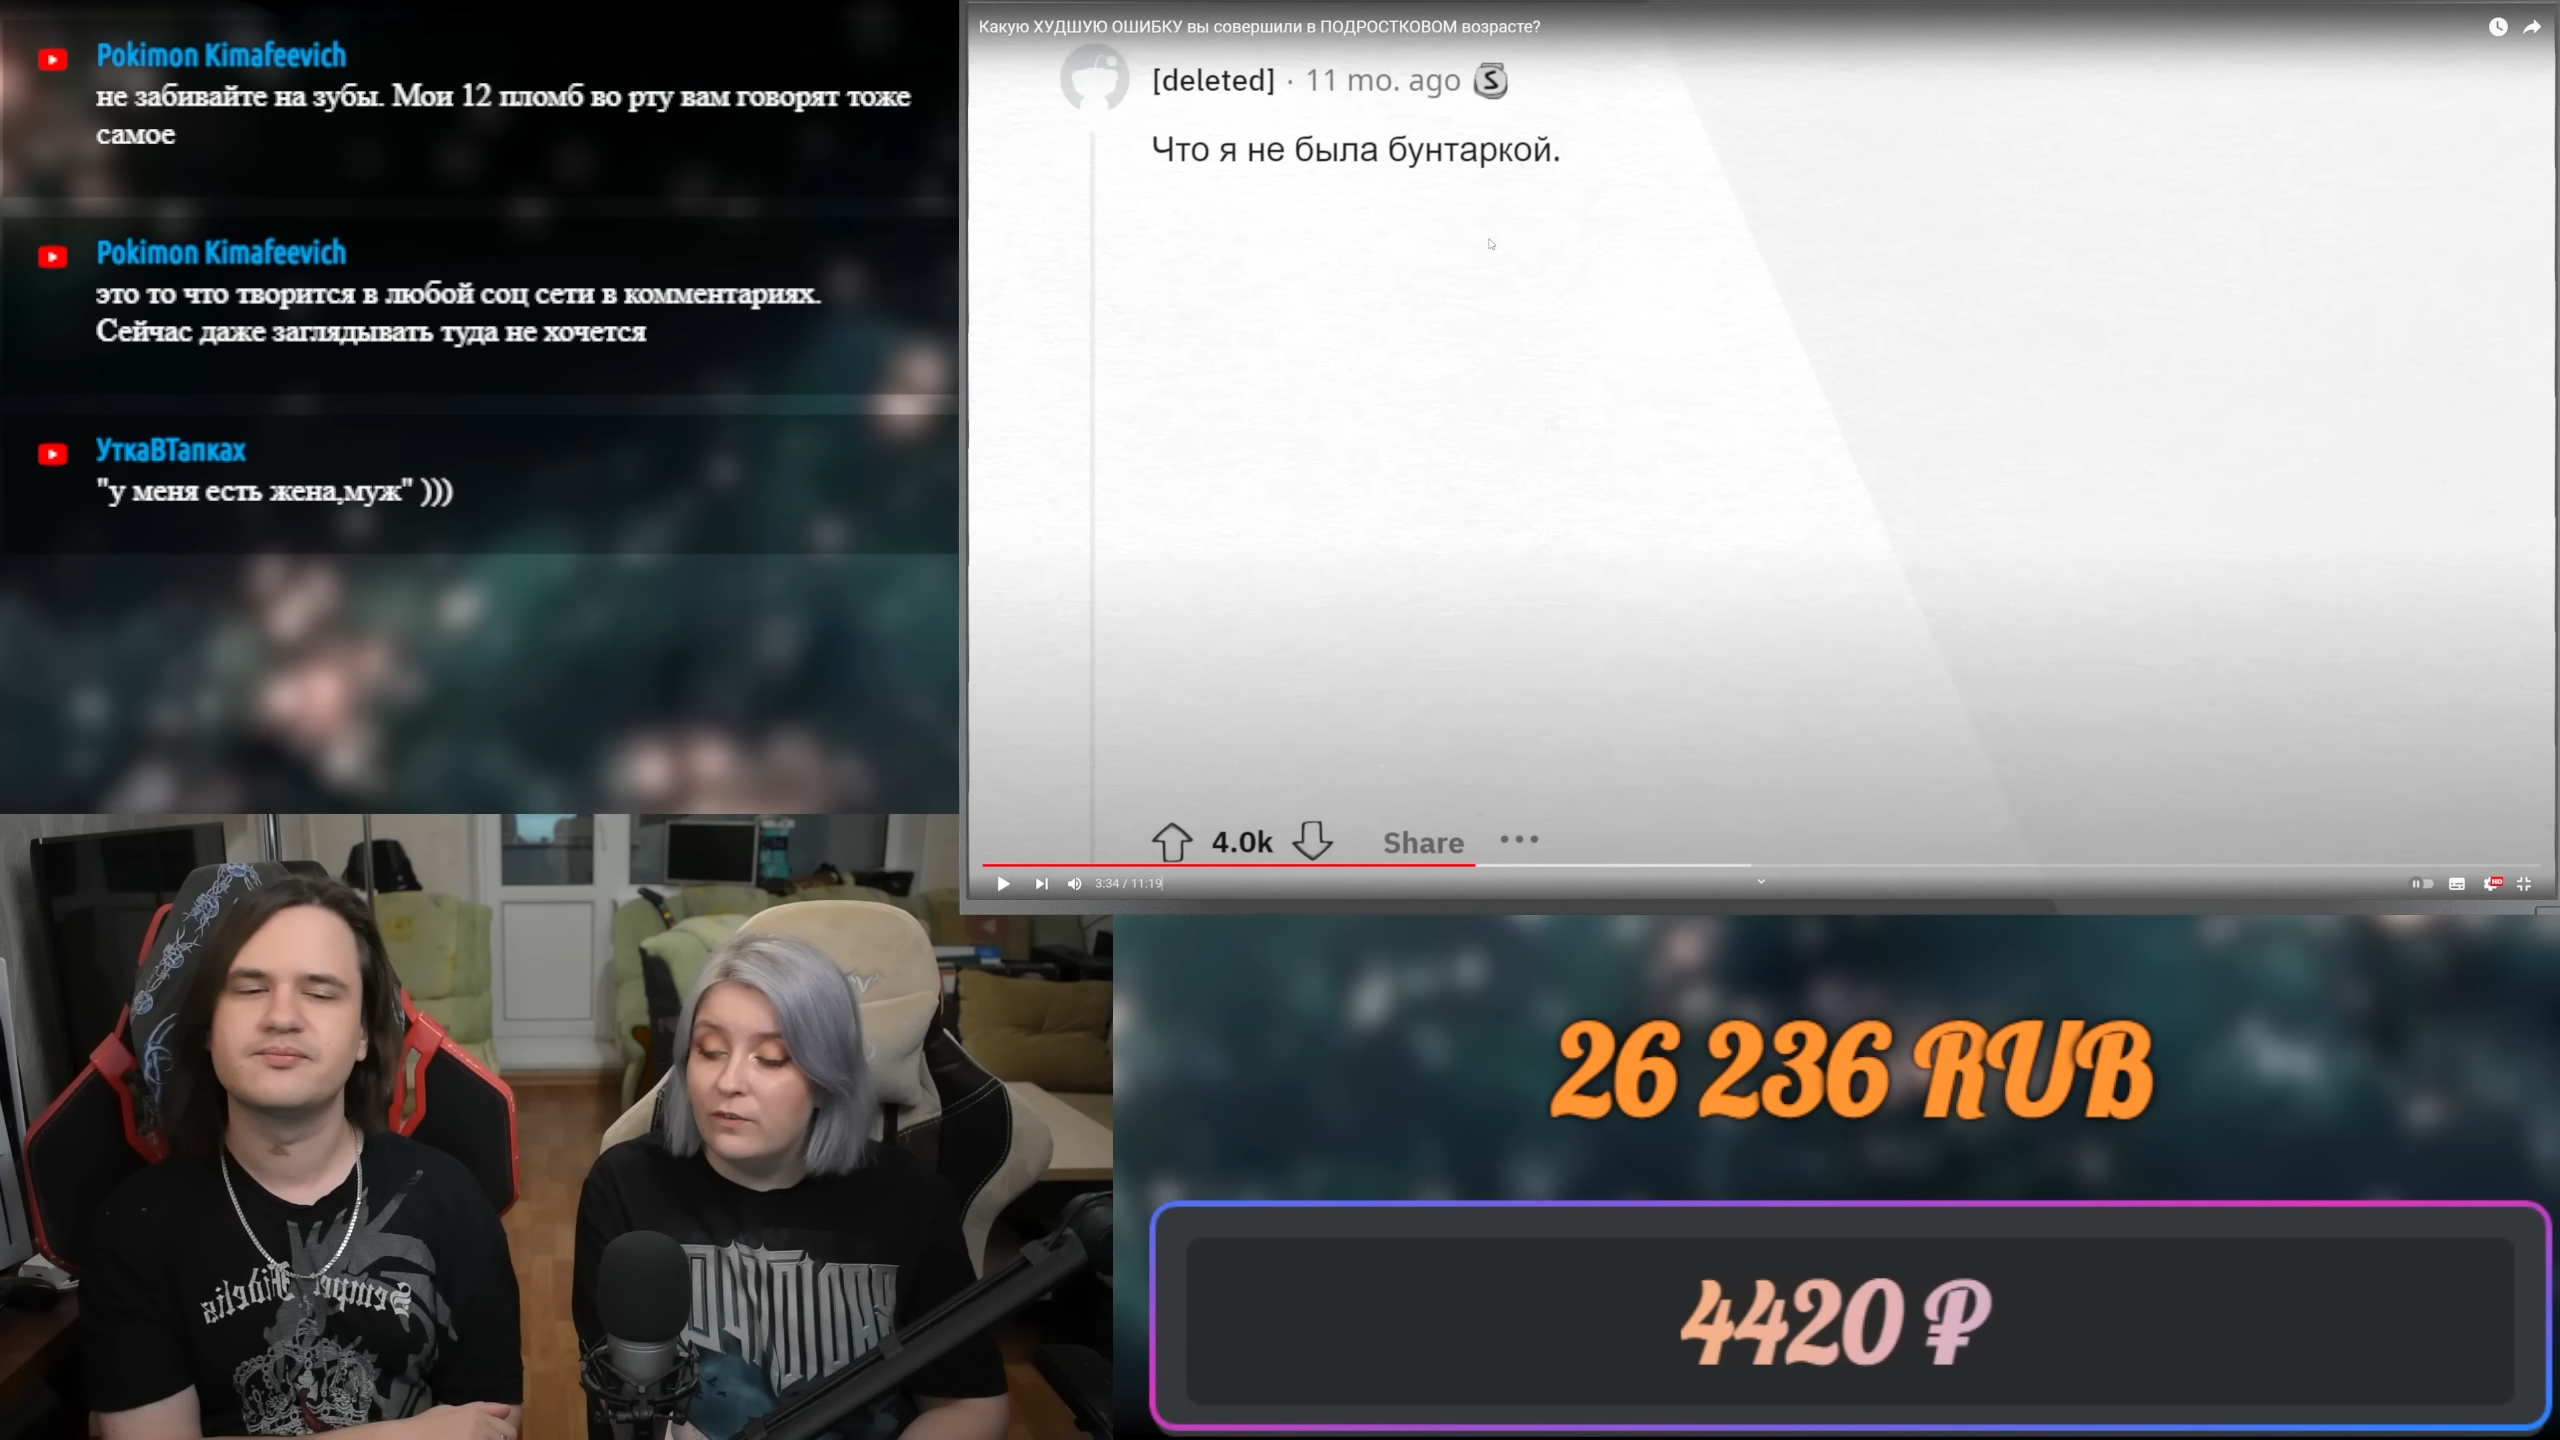 Pokimon Kimafeevich
не забивайте на зубы. Мои 12 пломб во рту вам говорят тоже
самое
Pokimon Kimafeevich
это то что творится в любой соц сети в комментариях.
Сейчас даже заглядывать туда не хочется
УткаВТапках
"у меня есть жена,муж" )))
Какую ХУДШУЮ ОШИБКУ вы совершили в ПОДРОСТКОВОМ возрасте?
[deleted] · 11 mo. ago S
Что я не была бунтаркой.
4.0k Share
3:34 / 11:19
HD
26 236 RUB
4420 ₽
Semper Fidelis